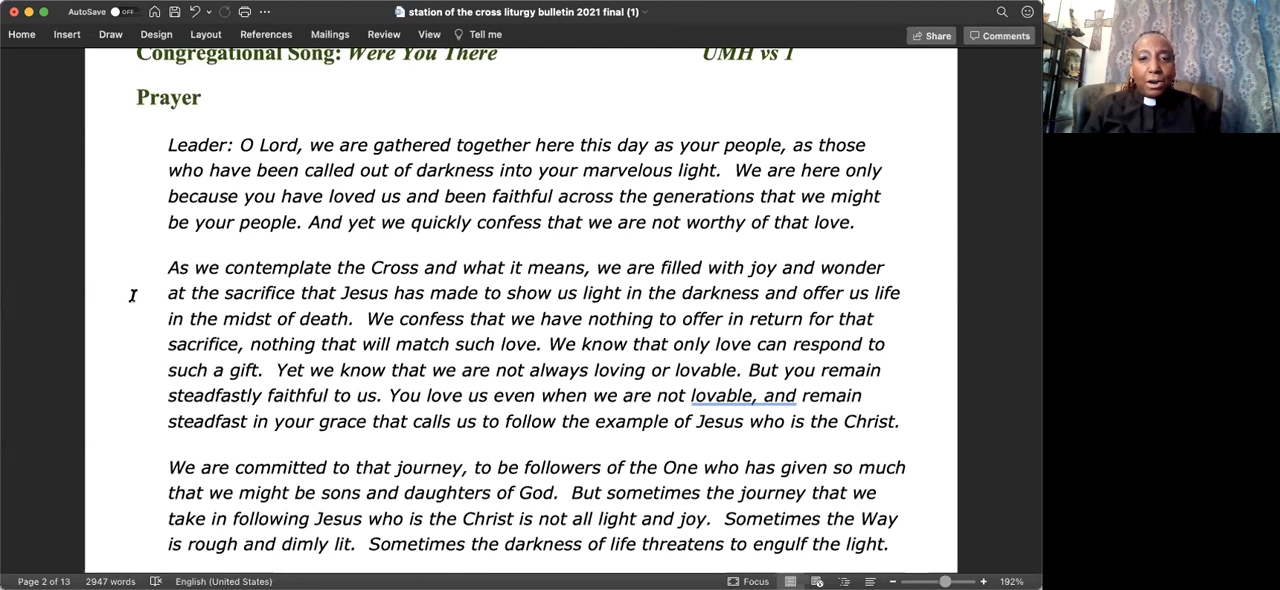 AutoSave OFF
station of the cross liturgy bulletin 2021 final (1)
Home Insert Draw Design Layout References Mailings Review View Tell me Share Comments
Congregational Song: Were You There UMH vs 1
Prayer
Leader: O Lord, we are gathered together here this day as your people, as those
who have been called out of darkness into your marvelous light. We are here only
because you have loved us and been faithful across the generations that we might
be your people. And yet we quickly confess that we are not worthy of that love.
As we contemplate the Cross and what it means, we are filled with joy and wonder
at the sacrifice that Jesus has made to show us light in the darkness and offer us life
in the midst of death. We confess that we have nothing to offer in return for that
sacrifice, nothing that will match such love. We know that only love can respond to
such a gift. Yet we know that we are not always loving or lovable. But you remain
steadfastly faithful to us. You love us even when we are not lovable, and remain
steadfast in your grace that calls us to follow the example of Jesus who is the Christ.
We are committed to that journey, to be followers of the One who has given so much
that we might be sons and daughters of God. But sometimes the journey that we
take in following Jesus who is the Christ is not all light and joy. Sometimes the Way
is rough and dimly lit. Sometimes the darkness of life threatens to engulf the light.
Page 2 of 13 2947 words English (United States) Focus 192%